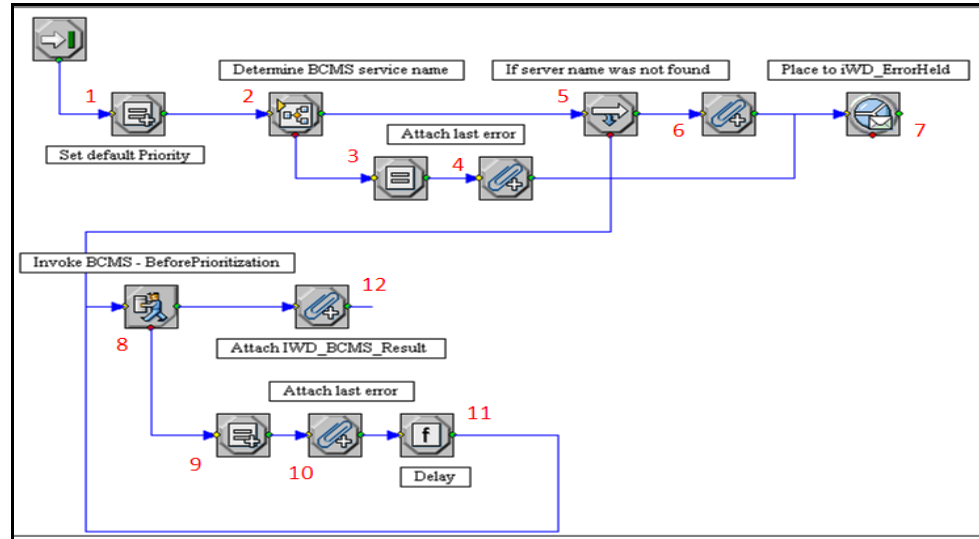 Determine BCMS service name
If server name was not found
Place to iWD_ErrorHeld
1
2
5
6
7
Attach last error
Set default Priority
3
4
Invoke BCMS - BeforePrioritization
12
8
Attach IWD_BCMS_Result
Attach last error
11
9
10
f
Delay